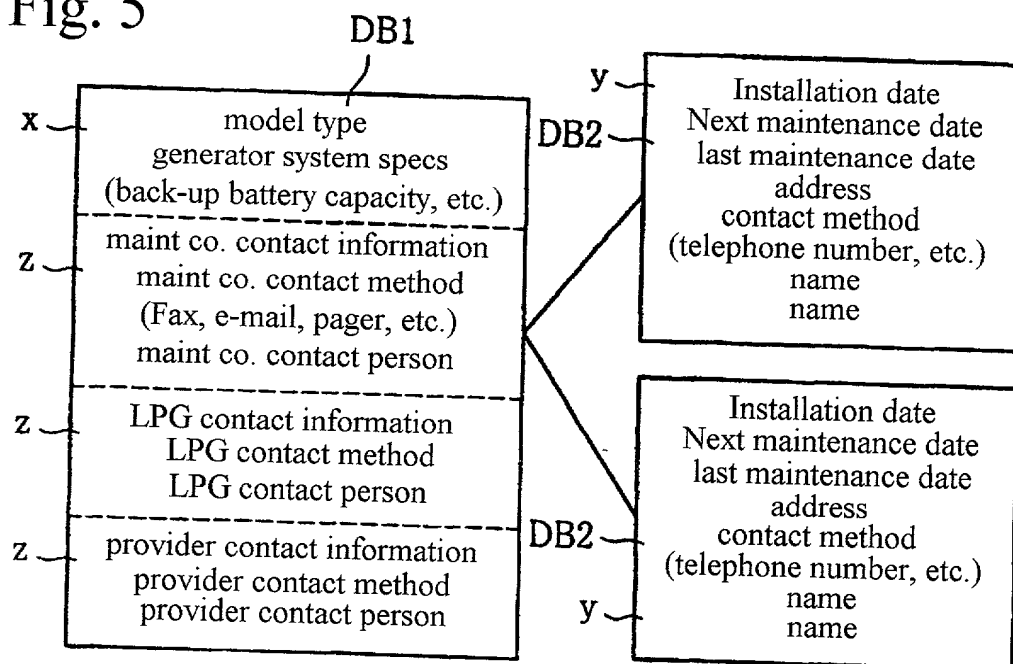 Fig. 5
DB1
x
model type
generator system specs
(back-up battery capacity, etc.)
z
maint co. contact information
maint co. contact method
(Fax, e-mail, pager, etc.)
maint co. contact person
z
LPG contact information
LPG contact method
LPG contact person
z
provider contact information
provider contact method
provider contact person
y
DB2
Installation date
Next maintenance date
last maintenance date
address
contact method
(telephone number, etc.)
name
name
DB2
y
Installation date
Next maintenance date
last maintenance date
address
contact method
(telephone number, etc.)
name
name